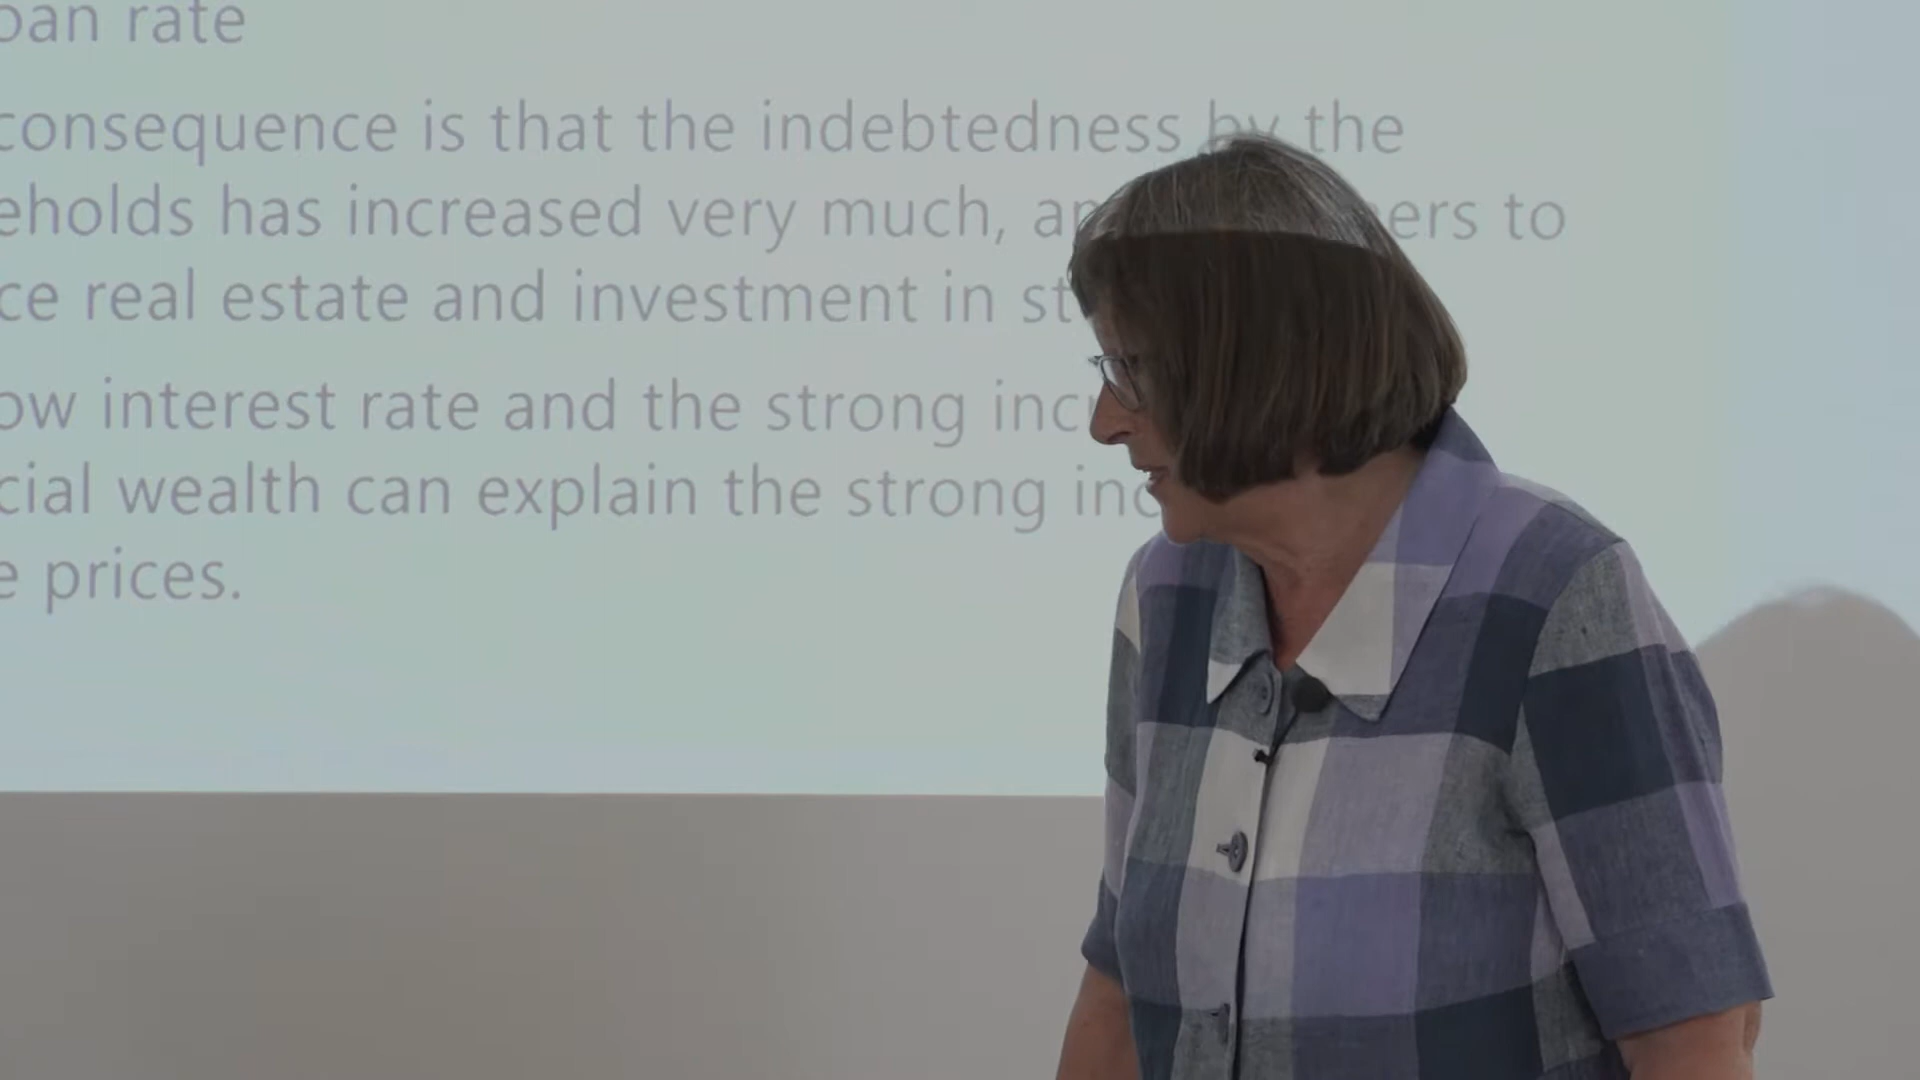 oan rate
consequence is that the indebtedness by the
eholds has increased very much, a ers to
ce real estate and investment in st
ow interest rate and the strong inc
cial wealth can explain the strong inc
e prices.